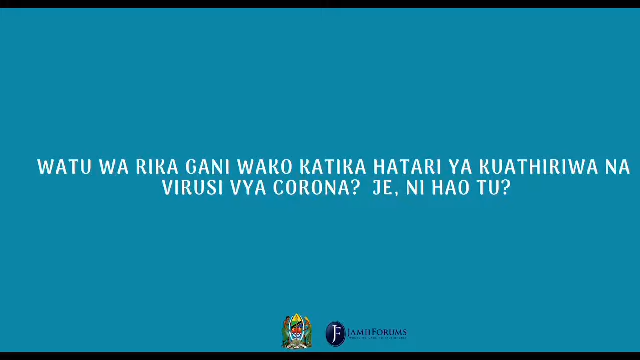 WATU WA RIKA GANI WAKO KATIKA HATARI YA KUATHIRIWA NA
VIRUSI VYA CORONA? JE, NI HAO TU?
JAMIIFORUMS